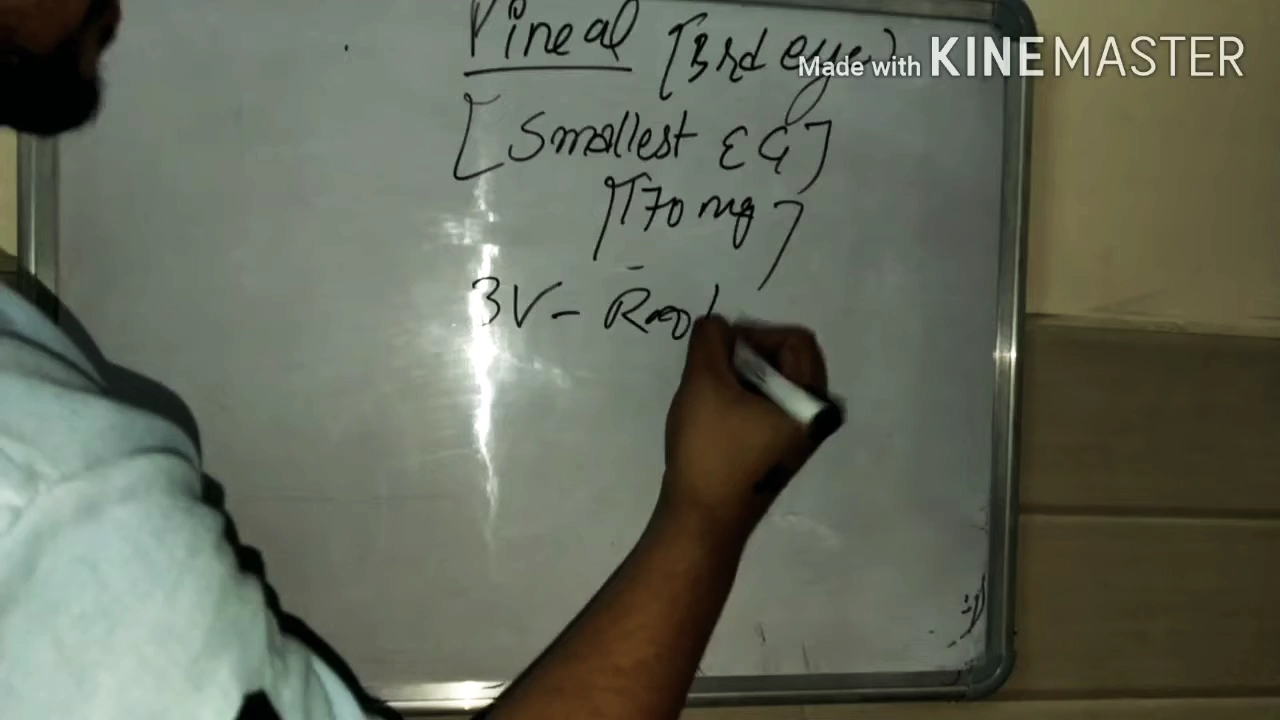 Pineal [3rd eye]
Made with KINEMASTER
[Smallest EG]
[170 mg]
3V - Roo